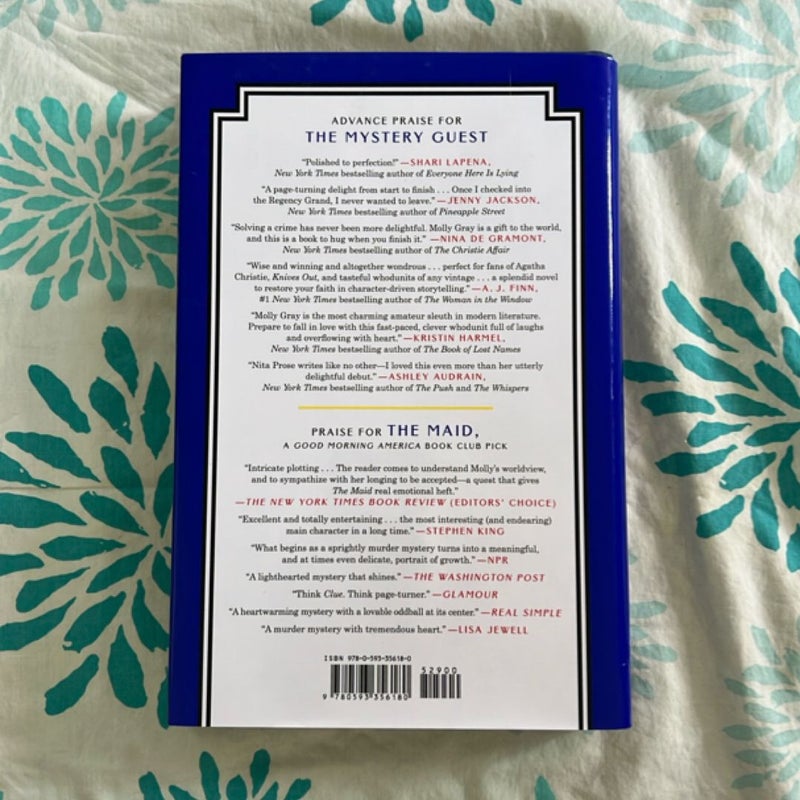 ADVANCE PRAISE FOR
THE MYSTERY GUEST
“Polished to perfection!” —SHARI LAPENA,
New York Times bestselling author of Everyone Here Is Lying
“A page-turning delight from start to finish . . . Once I checked into
the Regency Grand, I never wanted to leave.” —JENNY JACKSON,
New York Times bestselling author of Pineapple Street
“Solving a crime has never been more delightful. Molly Gray is a gift to the world,
and this is a book to hug when you finish it.” —NINA DE GRAMONT,
New York Times bestselling author of The Christie Affair
“Wise and winning and altogether wondrous . . . perfect for fans of Agatha
Christie, Knives Out, and tasteful whodunits of any vintage . . . a splendid novel
to restore your faith in character-driven storytelling.” —A. J. FINN,
#1 New York Times bestselling author of The Woman in the Window
“Molly Gray is the most charming amateur sleuth in modern literature.
Prepare to fall in love with this fast-paced, clever whodunit full of laughs
and overflowing with heart.” —KRISTIN HARMEL,
New York Times bestselling author of The Book of Lost Names
“Nita Prose writes like no other—I loved this even more than her utterly
delightful debut.” —ASHLEY AUDRAIN,
New York Times bestselling author of The Push and The Whispers
PRAISE FOR THE MAID,
A GOOD MORNING AMERICA BOOK CLUB PICK
“Intricate plotting . . . The reader comes to understand Molly’s worldview,
and to sympathize with her longing to be accepted—a quest that gives
The Maid real emotional heft.”
—THE NEW YORK TIMES BOOK REVIEW (EDITORS’ CHOICE)
“Excellent and totally entertaining . . . the most interesting (and endearing)
main character in a long time.” —STEPHEN KING
“What begins as a sprightly murder mystery turns into a meaningful,
and at times even delicate, portrait of growth.” —NPR
“A lighthearted mystery that shines.” —THE WASHINGTON POST
“Think Clue. Think page-turner.” —GLAMOUR
“A heartwarming mystery with a lovable oddball at its center.” —REAL SIMPLE
“A murder mystery with tremendous heart.” —LISA JEWELL
ISBN 978-0-593-35618-0
52900
9 780593 356180